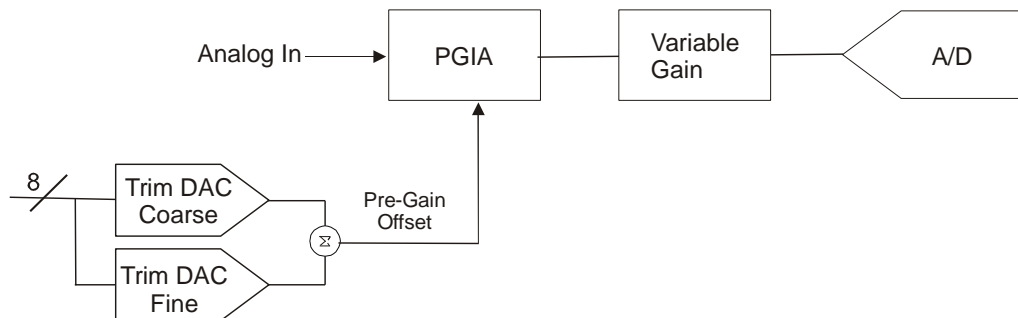 Analog In
PGIA
Variable
Gain
A/D
8
Trim DAC
Coarse
Pre-Gain
Offset
Σ
Trim DAC
Fine